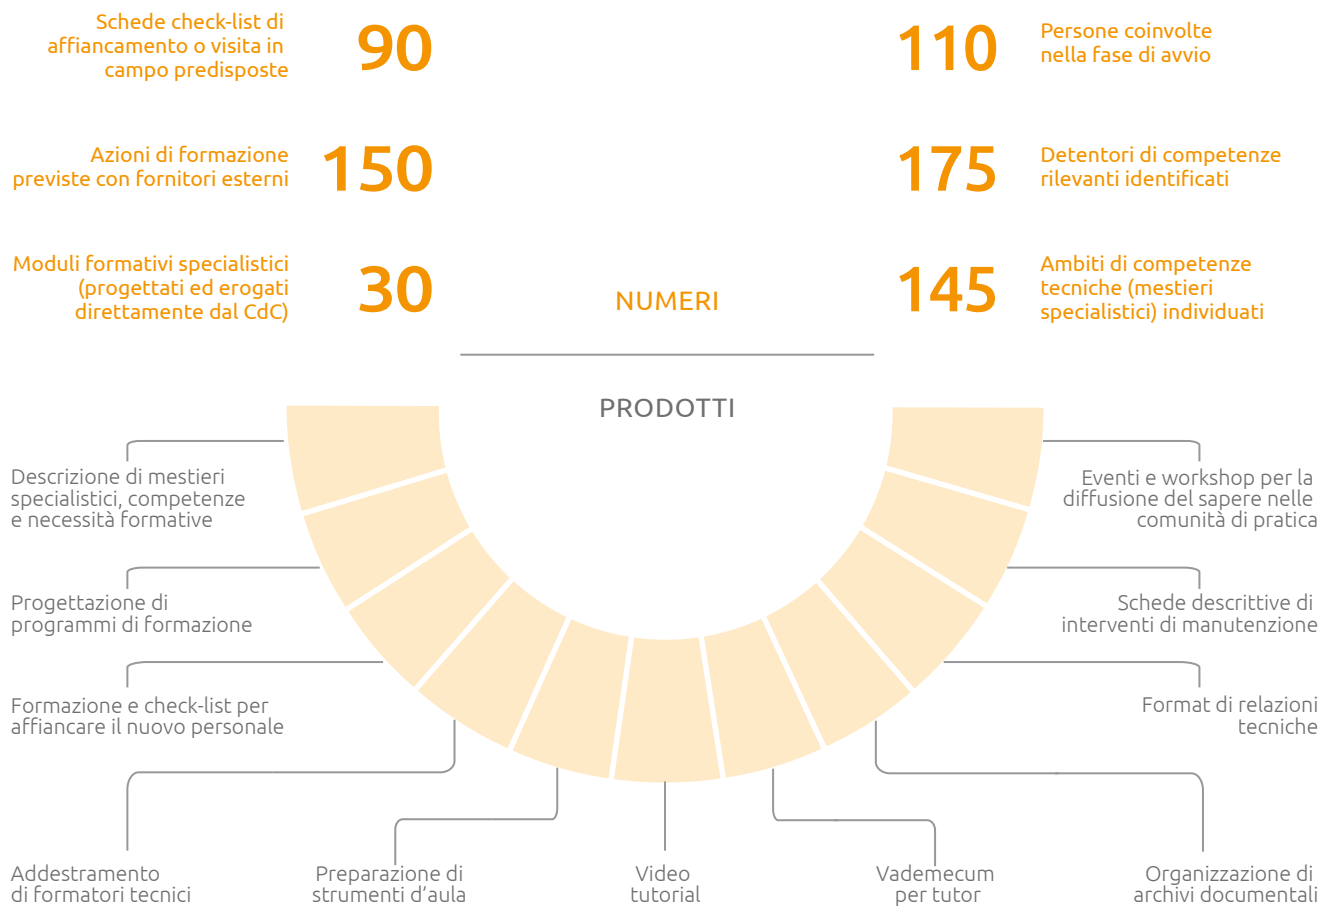 Schede check-list di
affiancamento o visita in
campo predisposte
90
110
Persone coinvolte
nella fase di avvio
Azioni di formazione
previste con fornitori esterni
150
175
Detentori di competenze
rilevanti identificati
Moduli formativi specialistici
(progettati ed erogati
direttamente dal CdC)
30
NUMERI
145
Ambiti di competenze
tecniche (mestieri
specialistici) individuati
PRODOTTI
Descrizione di mestieri
specialistici, competenze
e necessità formative
Eventi e workshop per la
diffusione del sapere nelle
comunità di pratica
Progettazione di
programmi di formazione
Schede descrittive di
interventi di manutenzione
Formazione e check-list per
affiancare il nuovo personale
Format di relazioni
tecniche
Addestramento
di formatori tecnici
Preparazione di
strumenti d'aula
Video
tutorial
Vademecum
per tutor
Organizzazione di
archivi documentali